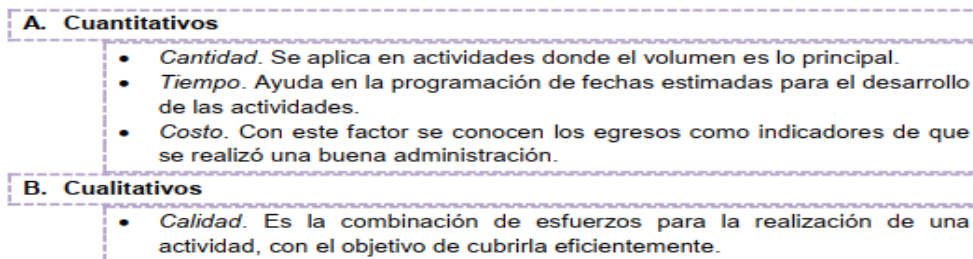 A. Cuantitativos
• Cantidad. Se aplica en actividades donde el volumen es lo principal.
• Tiempo. Ayuda en la programación de fechas estimadas para el desarrollo
de las actividades.
• Costo. Con este factor se conocen los egresos como indicadores de que
se realizó una buena administración.
B. Cualitativos
• Calidad. Es la combinación de esfuerzos para la realización de una
actividad, con el objetivo de cubrirla eficientemente.